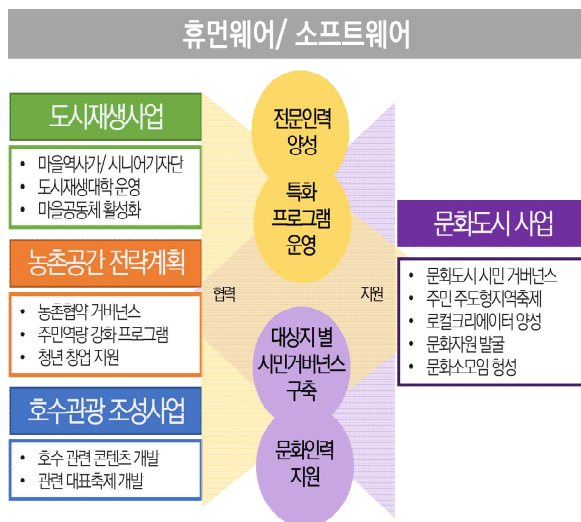 휴먼웨어/ 소프트웨어
도시재생사업
• 마을역사가/ 시니어기자단
• 도시재생대학 운영
• 마을공동체 활성화
농촌공간 전략계획
• 농촌협약 거버넌스
• 주민역량 강화 프로그램
• 청년 창업 지원
호수관광 조성사업
• 호수 관련 콘텐츠 개발
• 관련 대표축제 개발
협력
전문인력
양성
특화
프로그램
운영
대상지 별
시민거버넌스
구축
문화인력
지원
지원
문화도시 사업
• 문화도시 시민 거버넌스
• 주민 주도형지역축제
• 로컬크리에이터 양성
• 문화자원 발굴
• 문화소모임 형성